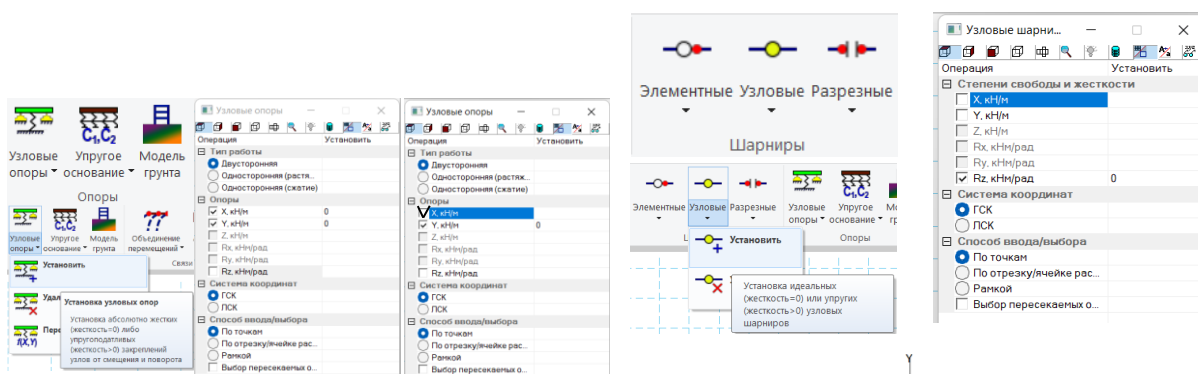 Узловые опоры
Упругое основание
Модель грунта
Опоры
Узловые опоры
Упругое основание
Модель грунта
Объединение перемещений
Связи
Установить
Удал
Пере
Установка узловых опор
Установка абсолютно жестких
(жесткость=0) либо
упругоподатливых
(жесткость>0) закреплений
узлов от смещения и поворота
Узловые опоры
Операция Установить
Тип работы
Двусторонняя
Односторонняя (растяж...
Односторонняя (сжатие)
Опоры
X, кН/м 0
Y, кН/м 0
Z, кН/м
Rx, кНм/рад
Ry, кНм/рад
Rz, кНм/рад
Система координат
ГСК
ЛСК
Способ ввода/выбора
По точкам
По отрезку/ячейке рас...
Рамкой
Выбор пересекаемых о...
Узловые опоры
Операция Установить
Тип работы
Двусторонняя
Односторонняя (растяж...
Односторонняя (сжатие)
Опоры
X, кН/м
Y, кН/м 0
Z, кН/м
Rx, кНм/рад
Ry, кНм/рад
Rz, кНм/рад
Система координат
ГСК
ЛСК
Способ ввода/выбора
По точкам
По отрезку/ячейке рас...
Рамкой
Выбор пересекаемых о...
Элементные Узловые Разрезные
Шарниры
Элементные Узловые Разрезные
Узловые опоры
Упругое основание
Опоры
Установить
Установка идеальных
(жесткость=0) или упругих
(жесткость>0) узловых
шарниров
Y
Узловые шарни...
Операция Установить
Степени свободы и жесткости
X, кН/м
Y, кН/м
Z, кН/м
Rx, кНм/рад
Ry, кНм/рад
Rz, кНм/рад 0
Система координат
ГСК
ЛСК
Способ ввода/выбора
По точкам
По отрезку/ячейке рас...
Рамкой
Выбор пересекаемых о...